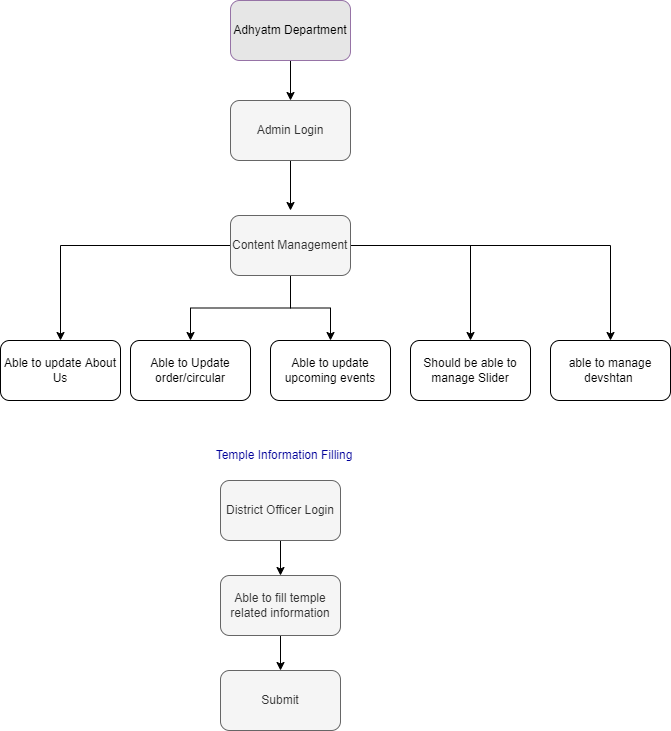 Adhyatm Department
Admin Login
Content Management
Able to update About
Us
Able to Update
order/circular
Able to update
upcoming events
Should be able to
manage Slider
able to manage
devshtan
Temple Information Filling
District Officer Login
Able to fill temple
related information
Submit